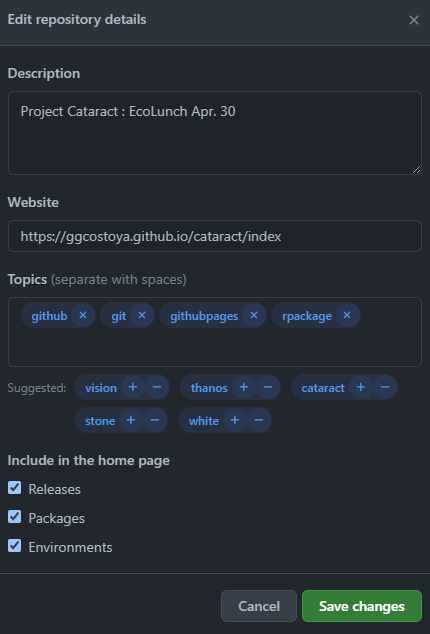 Edit repository details ×
Description
Project Cataract : EcoLunch Apr. 30
Website
https://ggcostoya.github.io/cataract/index
Topics (separate with spaces)
github × git × githubpages × rpackage ×
Suggested: vision + − thanos + − cataract + −
stone + − white + −
Include in the home page
Releases
Packages
Environments
Cancel Save changes